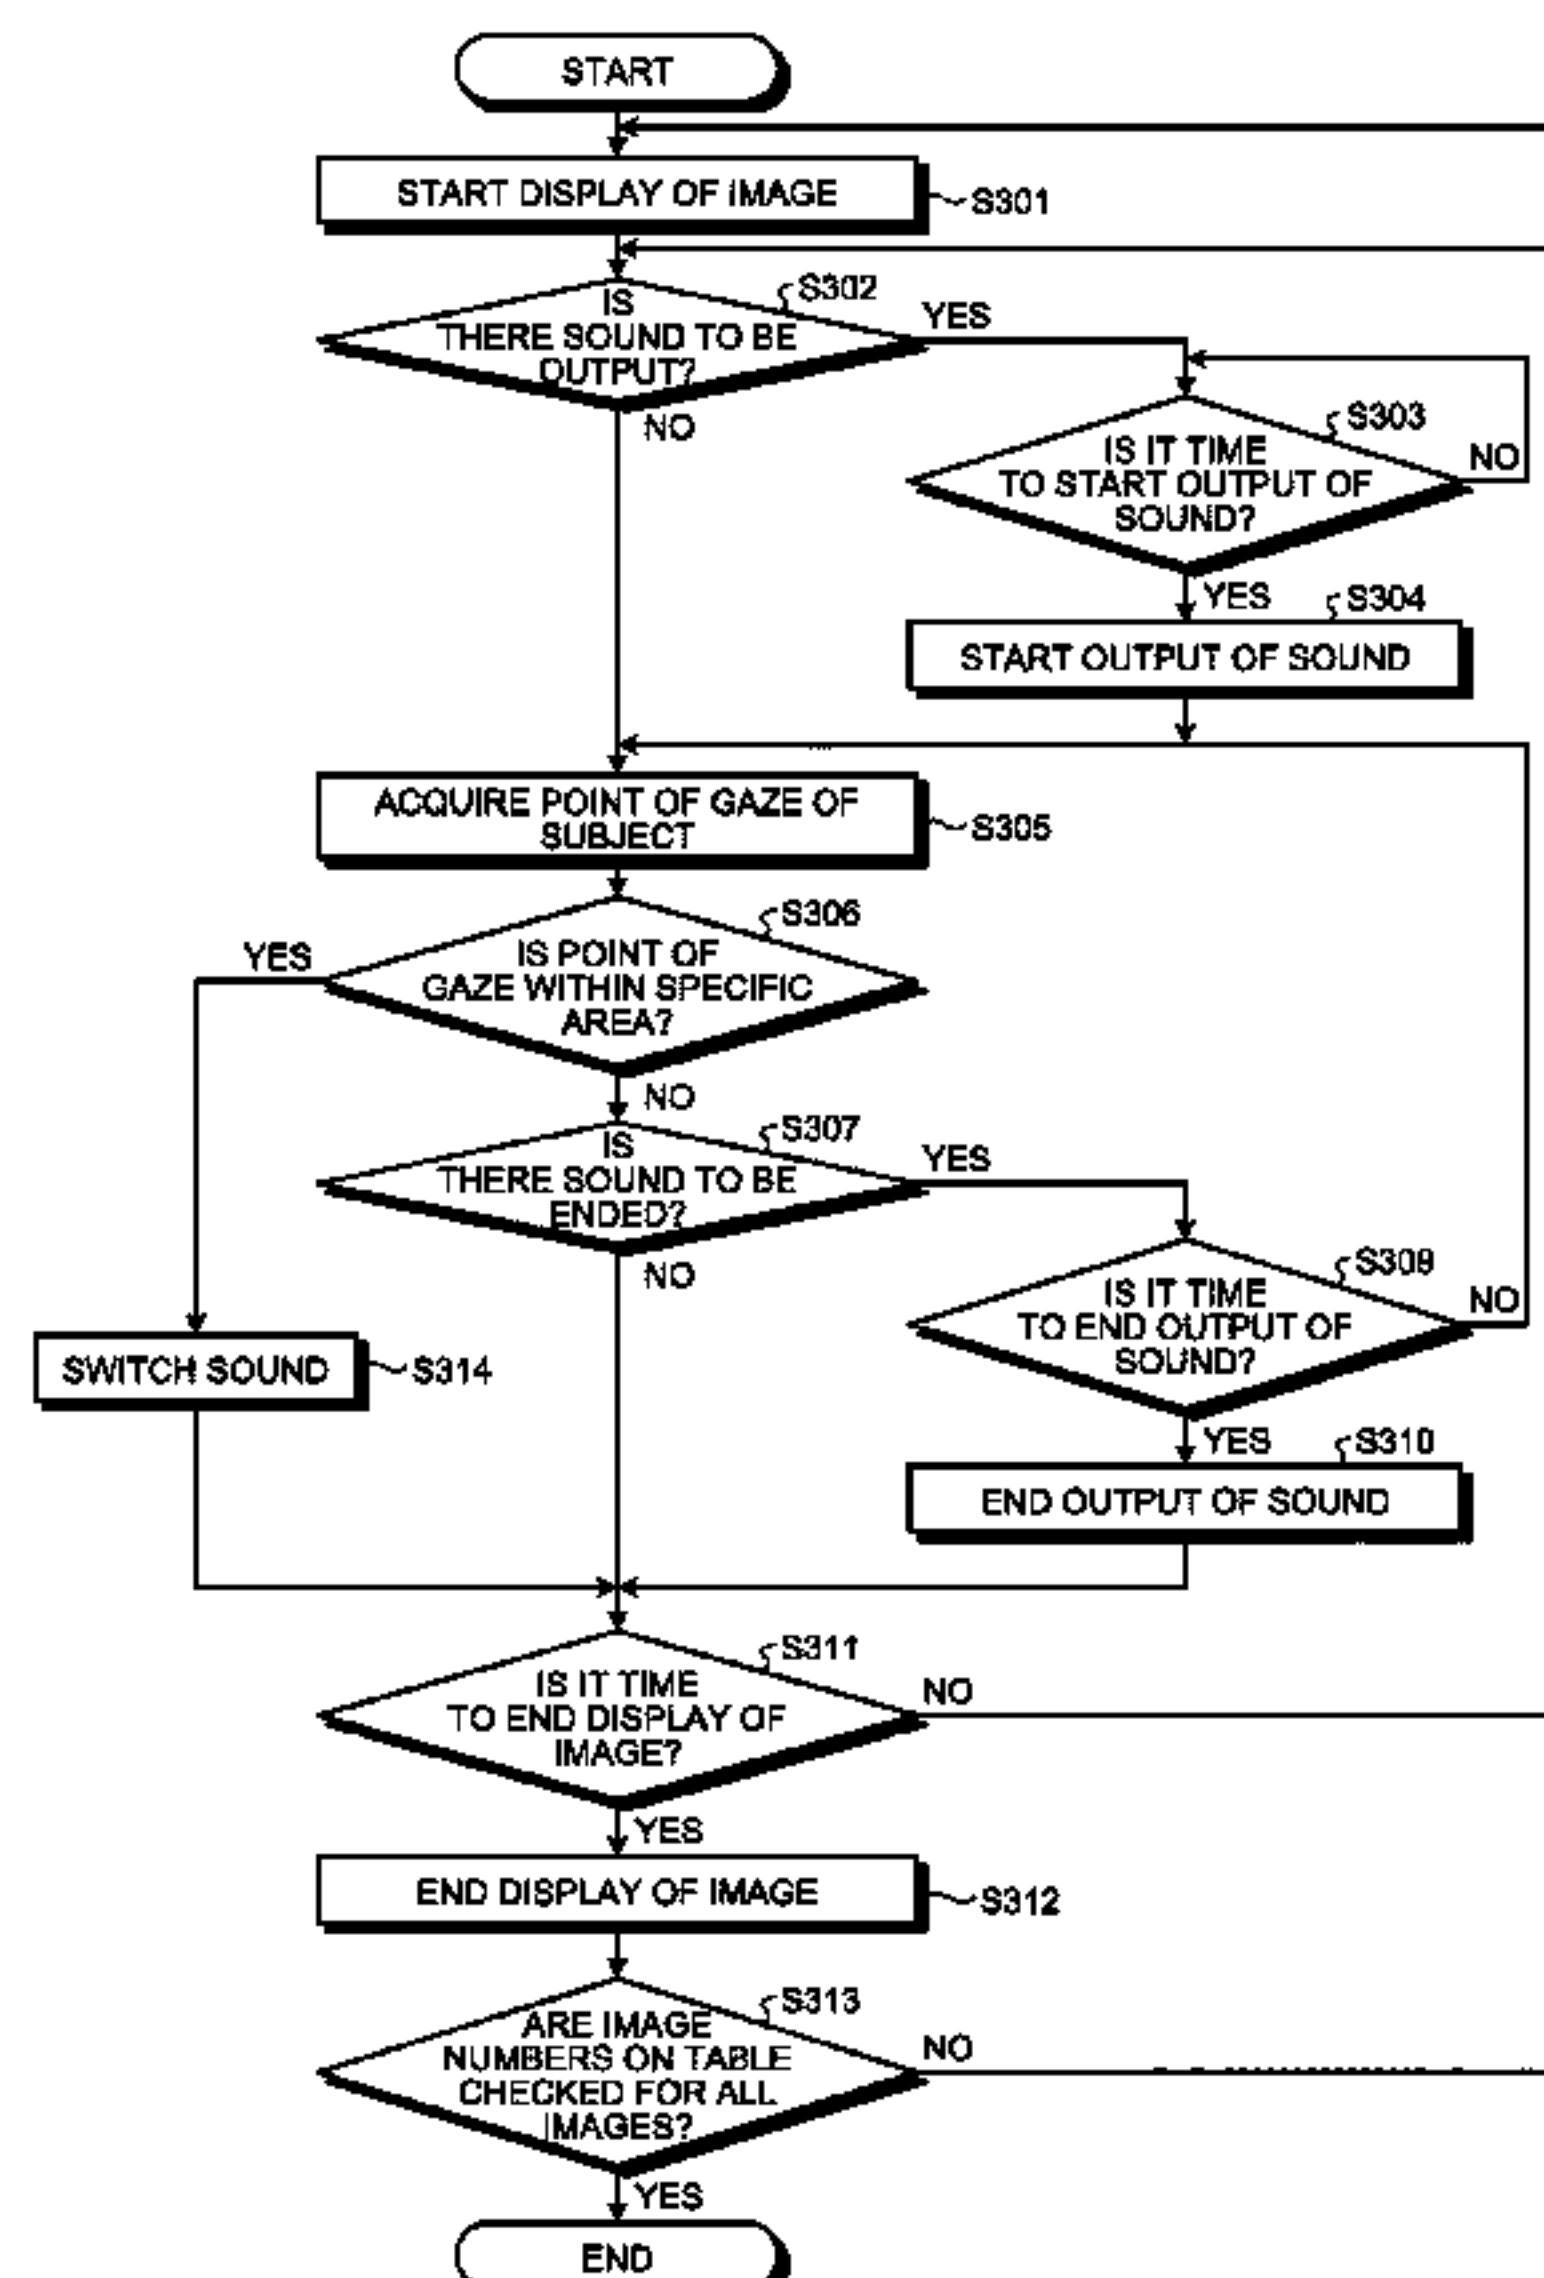 START
START DISPLAY OF IMAGE
S301
S302
IS
THERE SOUND TO BE
OUTPUT?
YES
NO
S303
IS IT TIME
TO START OUTPUT OF
SOUND?
NO
YES
S304
START OUTPUT OF SOUND
ACQUIRE POINT OF GAZE OF
SUBJECT
S305
S306
IS POINT OF
GAZE WITHIN SPECIFIC
AREA?
YES
NO
S307
IS
THERE SOUND TO BE
ENDED?
YES
NO
S309
IS IT TIME
TO END OUTPUT OF
SOUND?
NO
SWITCH SOUND
S314
YES
S310
END OUTPUT OF SOUND
S311
IS IT TIME
TO END DISPLAY OF
IMAGE?
NO
YES
END DISPLAY OF IMAGE
S312
S313
ARE IMAGE
NUMBERS ON TABLE
CHECKED FOR ALL
IMAGES?
NO
YES
END